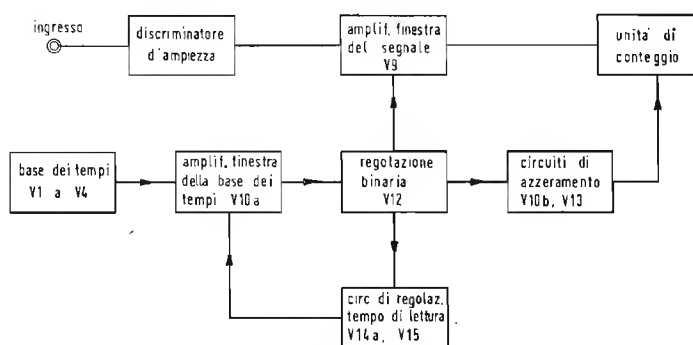 ingresso
discriminatore
d'ampiezza
amplif. finestra
del segnale
V9
unita' di
conteggio
base dei tempi
V1 a V4
amplif. finestra
della base dei
tempi V10a
regolazione
binaria
V12
circuiti di
azzeramento
V10b, V13
circ di regolaz.
tempo di lettura
V14a, V15